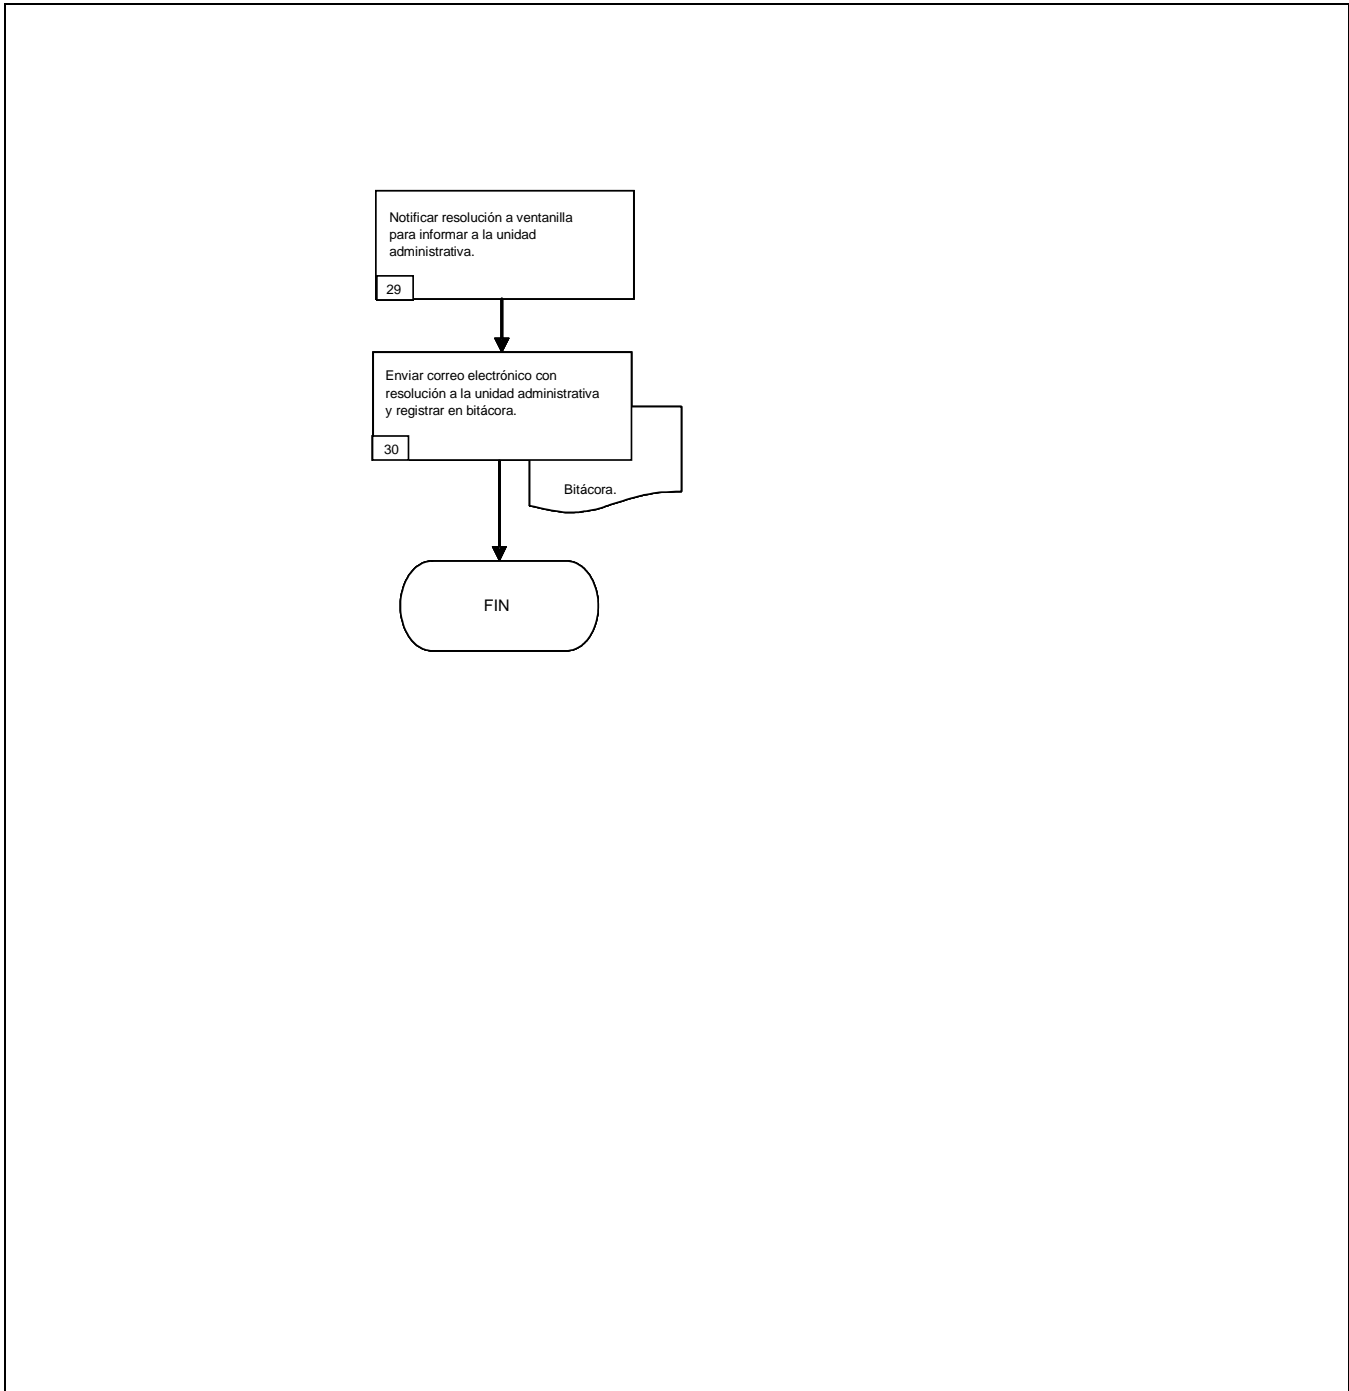 Notificar resolución a ventanilla
para informar a la unidad
administrativa.
29
Enviar correo electrónico con
resolución a la unidad administrativa
y registrar en bitácora.
30
Bitácora.
FIN